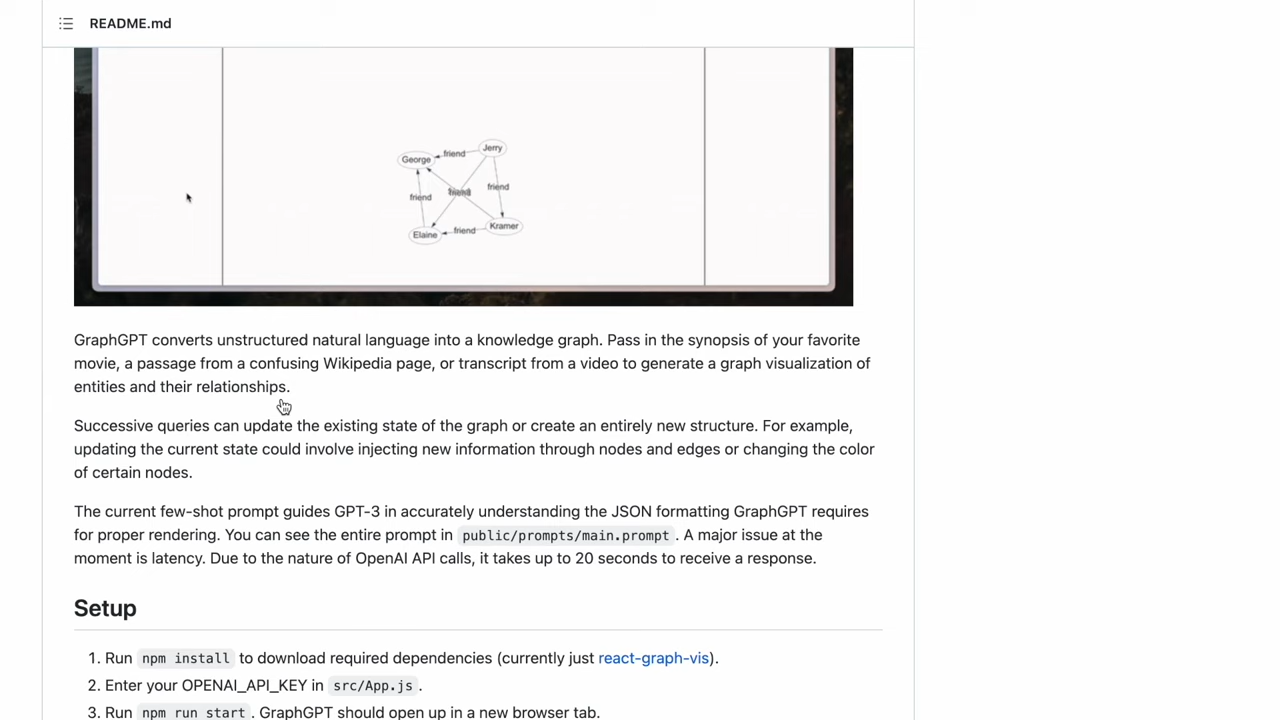 README.md
George
friend
Jerry
friend
friend
friend
Elaine
friend
Kramer
GraphGPT converts unstructured natural language into a knowledge graph. Pass in the synopsis of your favorite
movie, a passage from a confusing Wikipedia page, or transcript from a video to generate a graph visualization of
entities and their relationships.
Successive queries can update the existing state of the graph or create an entirely new structure. For example,
updating the current state could involve injecting new information through nodes and edges or changing the color
of certain nodes.
The current few-shot prompt guides GPT-3 in accurately understanding the JSON formatting GraphGPT requires
for proper rendering. You can see the entire prompt in public/prompts/main.prompt . A major issue at the
moment is latency. Due to the nature of OpenAI API calls, it takes up to 20 seconds to receive a response.
Setup
1. Run npm install to download required dependencies (currently just react-graph-vis).
2. Enter your OPENAI_API_KEY in src/App.js .
3. Run npm run start . GraphGPT should open up in a new browser tab.